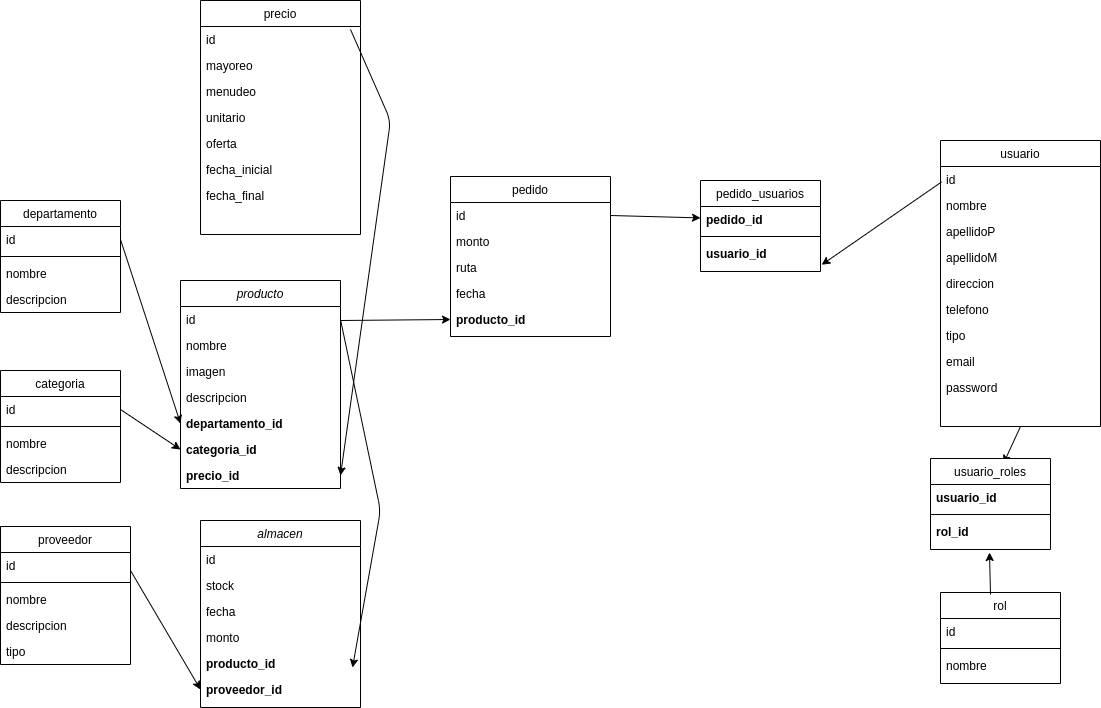 precio
id
mayoreo
menudeo
unitario
oferta
fecha_inicial
fecha_final
departamento
id
nombre
descripcion
categoria
id
nombre
descripcion
proveedor
id
nombre
descripcion
tipo
producto
id
nombre
imagen
descripcion
departamento_id
categoria_id
precio_id
almacen
id
stock
fecha
monto
producto_id
proveedor_id
pedido
id
monto
ruta
fecha
producto_id
pedido_usuarios
pedido_id
usuario_id
usuario
id
nombre
apellidoP
apellidoM
direccion
telefono
tipo
email
password
usuario_roles
usuario_id
rol_id
rol
id
nombre